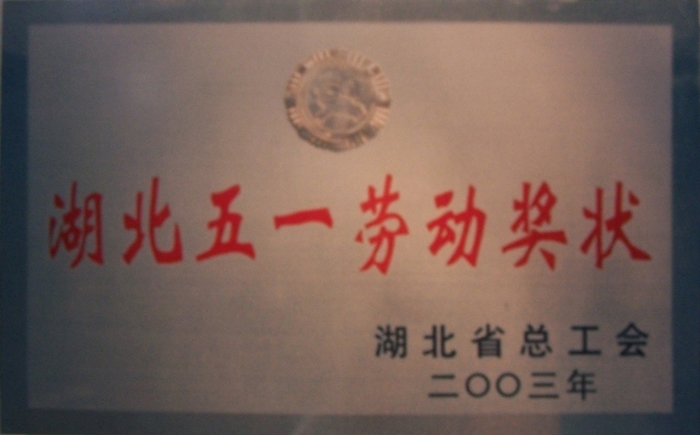 湖北五一劳动奖状
湖北省总工会
二〇〇三年